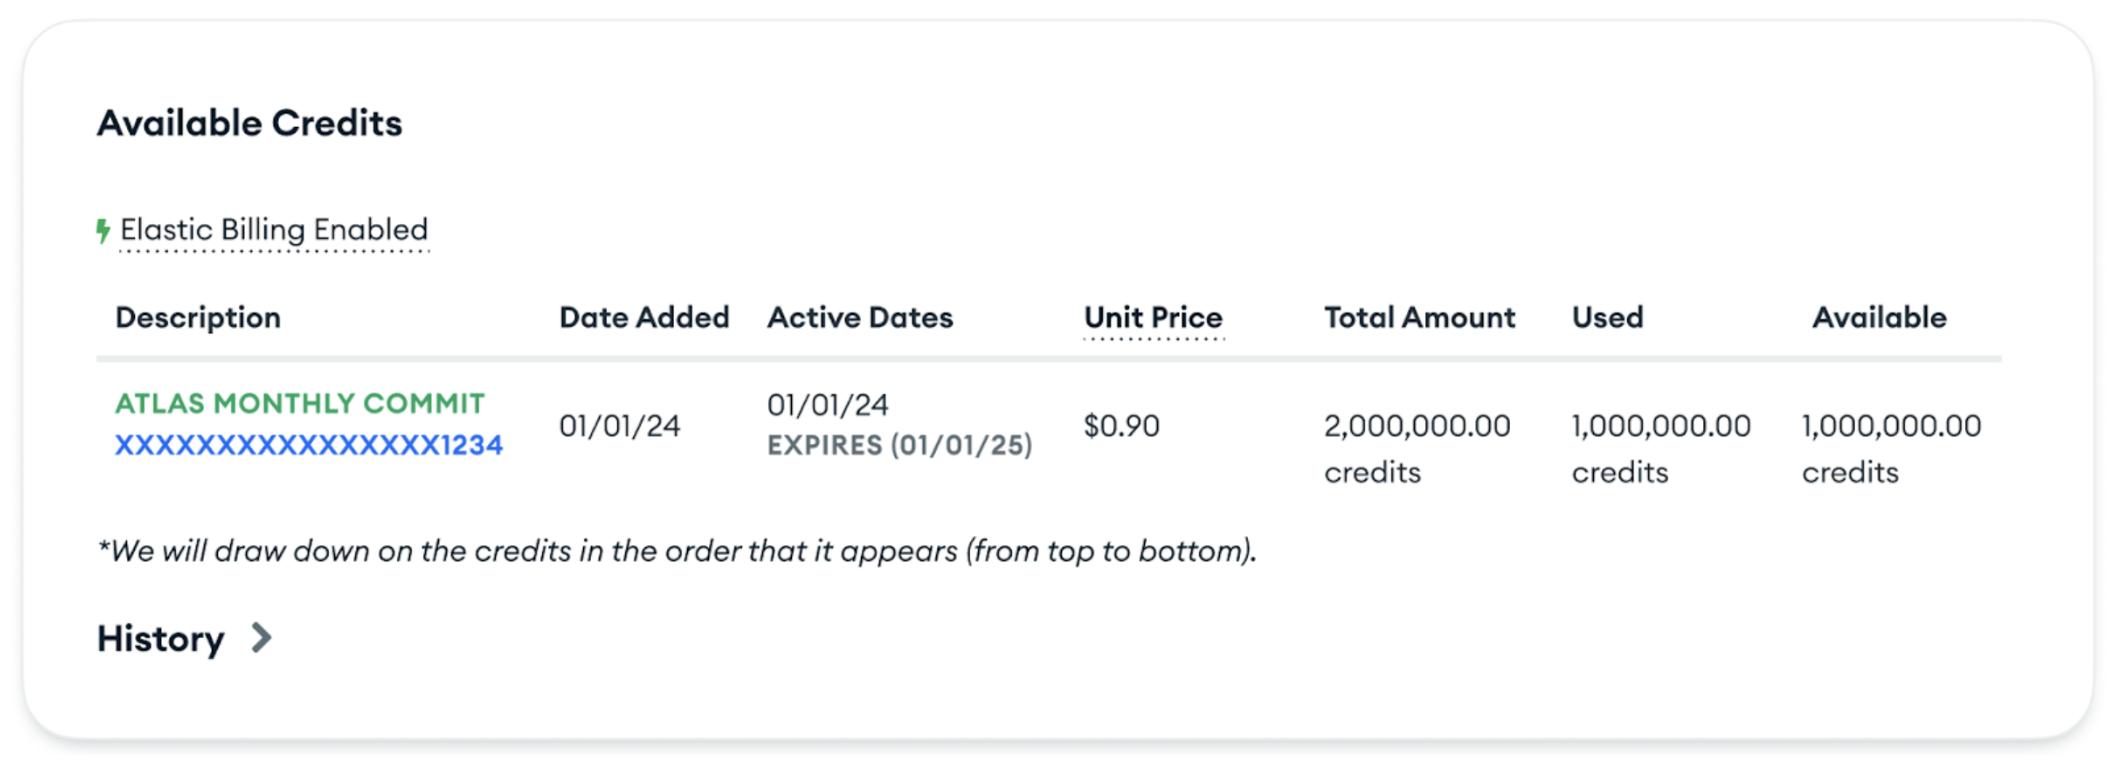 Available Credits
Elastic Billing Enabled
Description Date Added Active Dates Unit Price Total Amount Used Available
ATLAS MONTHLY COMMIT
XXXXXXXXXXXXXXXX1234
01/01/24
01/01/24
EXPIRES (01/01/25)
$0.90
2,000,000.00
credits
1,000,000.00
credits
1,000,000.00
credits
*We will draw down on the credits in the order that it appears (from top to bottom).
History